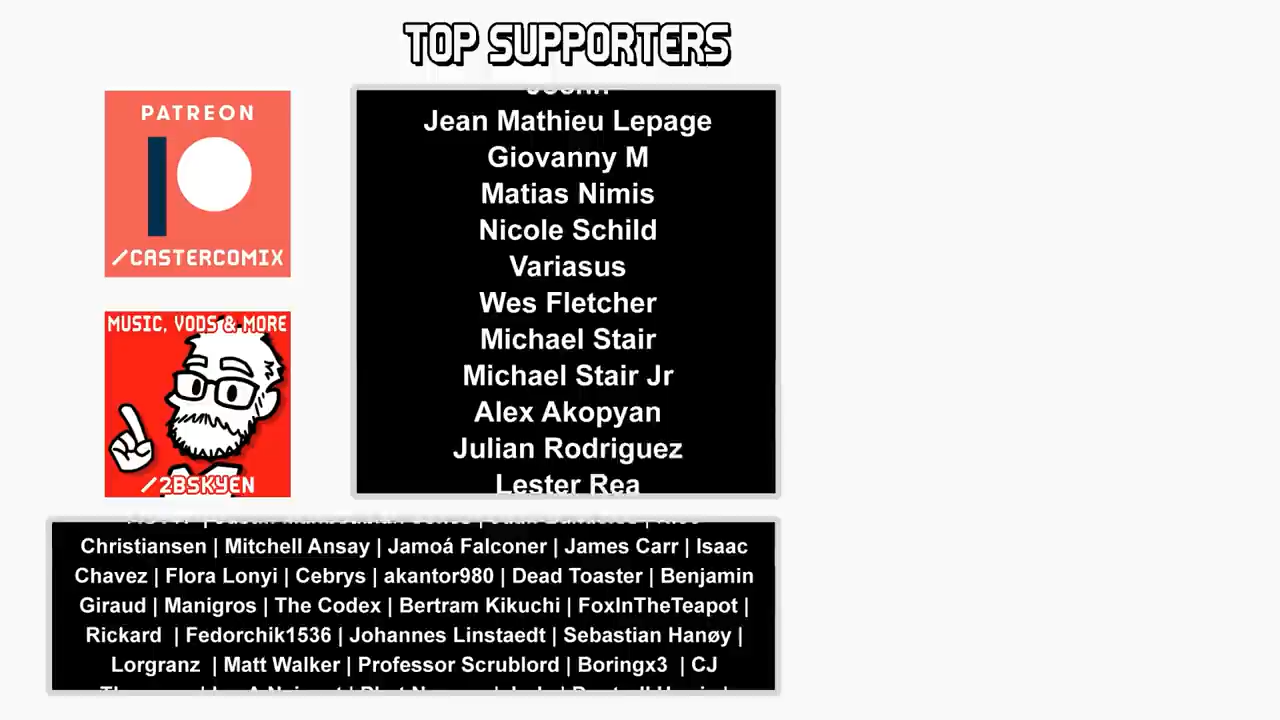 TOP SUPPORTERS
PATREON
/CASTERCOMIX
MUSIC, VODS & MORE
/2BSKYEN
Jean Mathieu Lepage
Giovanny M
Matias Nimis
Nicole Schild
Variasus
Wes Fletcher
Michael Stair
Michael Stair Jr
Alex Akopyan
Julian Rodriguez
Lester Rea
Christiansen | Mitchell Ansay | Jamoá Falconer | James Carr | Isaac
Chavez | Flora Lonyi | Cebrys | akantor980 | Dead Toaster | Benjamin
Giraud | Manigros | The Codex | Bertram Kikuchi | FoxInTheTeapot |
Rickard | Fedorchik1536 | Johannes Linstaedt | Sebastian Hanøy |
Lorgranz | Matt Walker | Professor Scrublord | Boringx3 | CJ